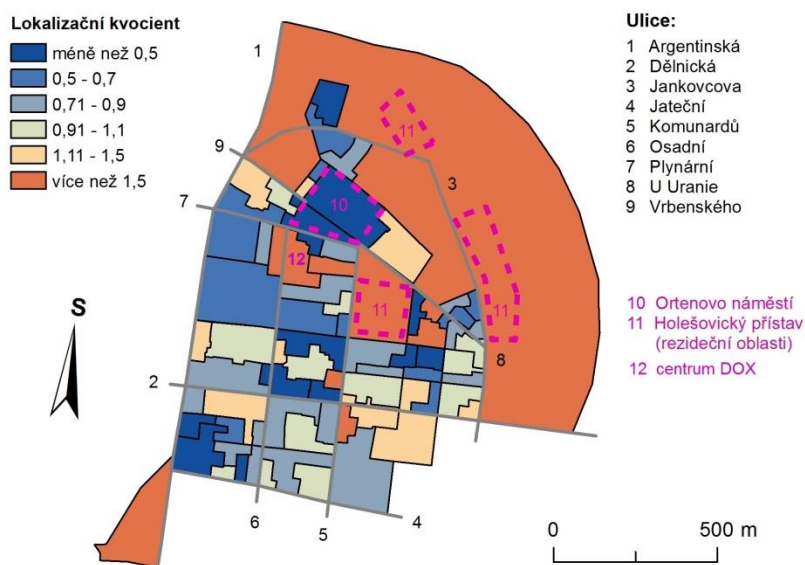 Lokalizační kvocient
méně než 0,5
0,5 - 0,7
0,71 - 0,9
0,91 - 1,1
1,11 - 1,5
více než 1,5
Ulice:
1 Argentinská
2 Dělnická
3 Jankovcova
4 Jateční
5 Komunardů
6 Osadní
7 Plynární
8 U Uranie
9 Vrbenského
10 Ortenovo náměstí
11 Holešovický přístav
(rezideční oblasti)
12 centrum DOX
1
11
9
3
10
7
12
11
11
8
2
S
6
5
4
0 500 m